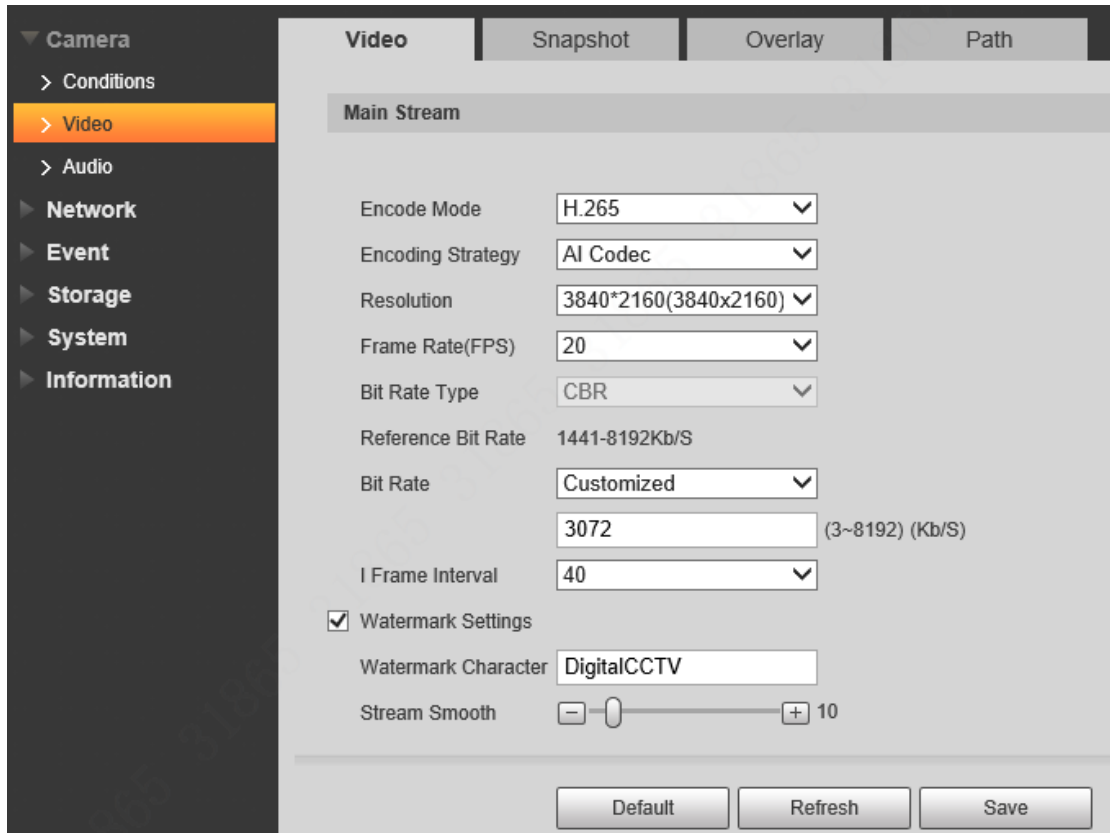 Camera
Conditions
Video
Audio
Network
Event
Storage
System
Information
Video Snapshot Overlay Path
Main Stream
Encode Mode H.265
Encoding Strategy AI Codec
Resolution 3840*2160(3840x2160)
Frame Rate(FPS) 20
Bit Rate Type CBR
Reference Bit Rate 1441-8192Kb/S
Bit Rate Customized
3072 (3~8192) (Kb/S)
I Frame Interval 40
Watermark Settings
Watermark Character DigitalCCTV
Stream Smooth 10
Default Refresh Save